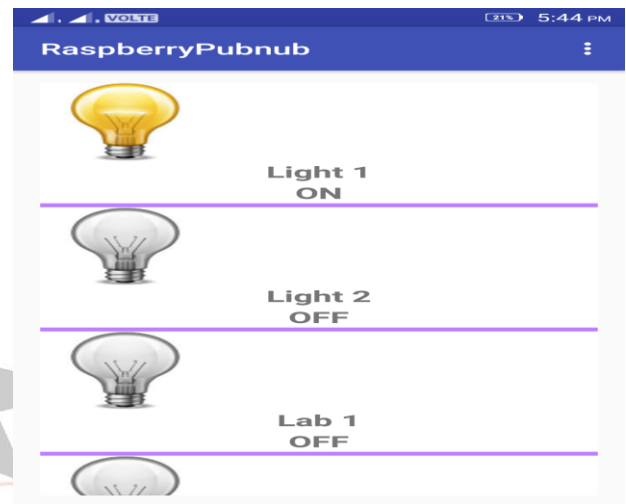 VOLTE 21% 5:44 PM
RaspberryPubnub
Light 1
ON
Light 2
OFF
Lab 1
OFF